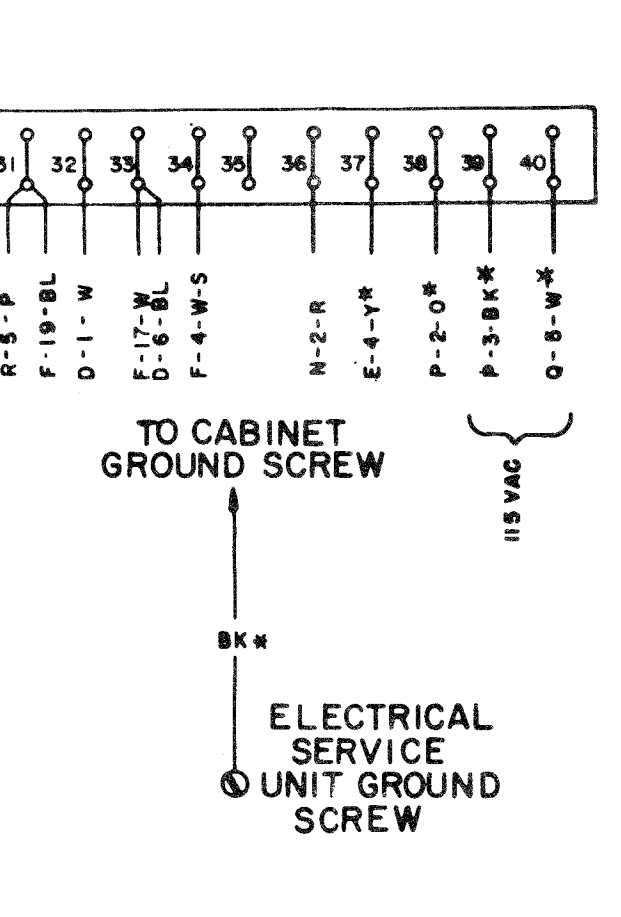 31 32 33 34 35 36 37 38 39 40
R-5-P
F-19-BL
D-1-W
F-17-W
D-6-BL
F-4-W-S
N-2-R
E-4-Y*
P-2-O*
P-3-BK*
Q-8-W*
115 VAC
TO CABINET
GROUND SCREW
BK*
ELECTRICAL
SERVICE
UNIT GROUND
SCREW